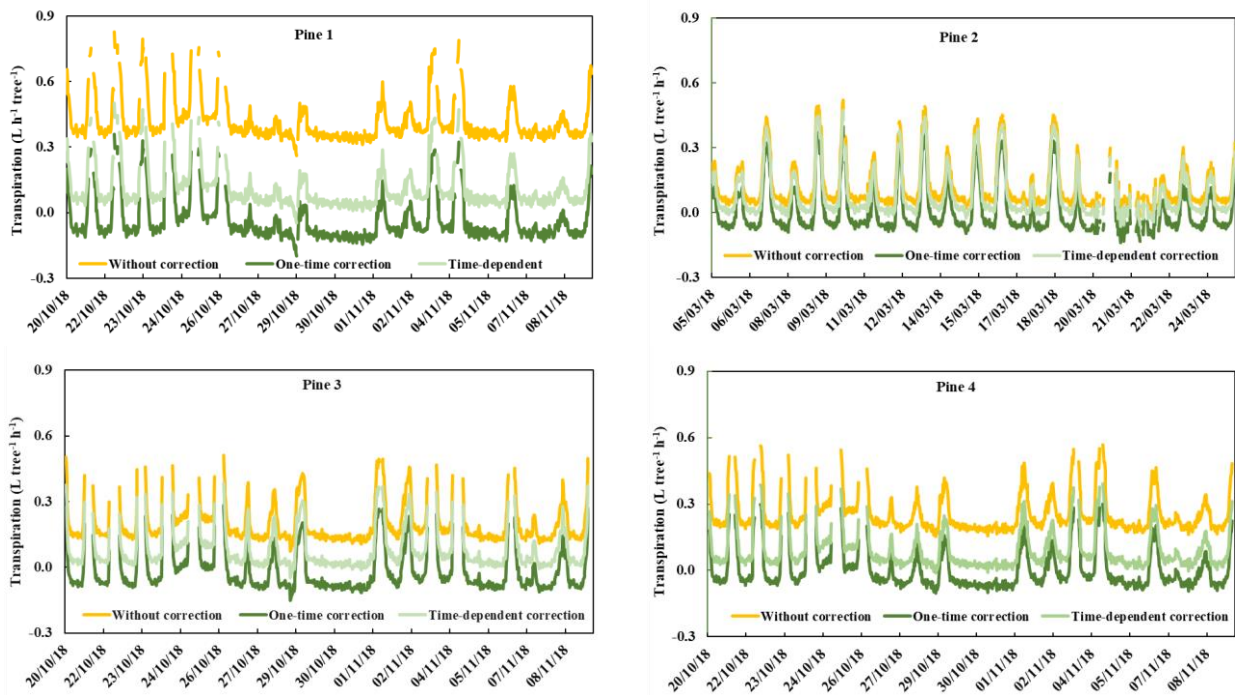 Pine 1
Transpiration (L h⁻¹ tree⁻¹)
0.9
0.6
0.3
0.0
-0.3
Without correction One-time correction Time-dependent
20/10/18 22/10/18 23/10/18 24/10/18 26/10/18 27/10/18 29/10/18 30/10/18 01/11/18 02/11/18 04/11/18 05/11/18 07/11/18 08/11/18
Pine 2
Transpiration (L tree⁻¹ h⁻¹)
0.9
0.6
0.3
0.0
-0.3
Without correction One-time correction Time-dependent correction
05/03/18 06/03/18 08/03/18 09/03/18 11/03/18 12/03/18 14/03/18 15/03/18 17/03/18 18/03/18 20/03/18 21/03/18 22/03/18 24/03/18
Pine 3
Transpiration (L tree⁻¹ h⁻¹)
0.9
0.6
0.3
0.0
-0.3
Without correction One-time correction Time-dependent correction
20/10/18 22/10/18 23/10/18 24/10/18 26/10/18 27/10/18 29/10/18 30/10/18 01/11/18 02/11/18 04/11/18 05/11/18 07/11/18 08/11/18
Pine 4
Transpiration (L tree⁻¹ h⁻¹)
0.9
0.6
0.3
0.0
-0.3
Without correction One-time correction Time-dependent correction
20/10/18 22/10/18 23/10/18 24/10/18 26/10/18 27/10/18 29/10/18 30/10/18 01/11/18 02/11/18 04/11/18 05/11/18 07/11/18 08/11/18